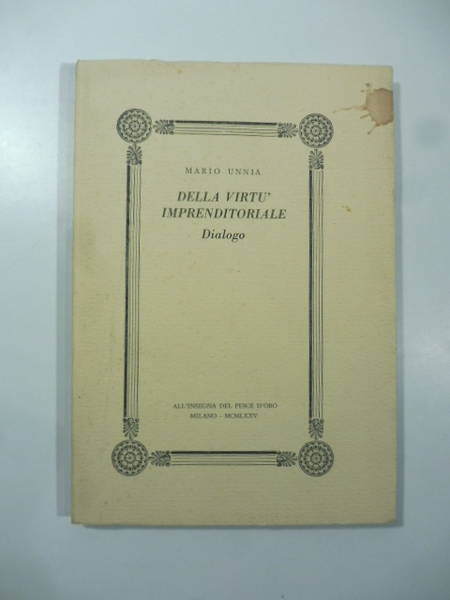 MARIO UNNIA
DELLA VIRTU'
IMPRENDITORIALE
Dialogo
ALL'INSEGNA DEL PESCE D'ORO
MILANO - MCMLXXV